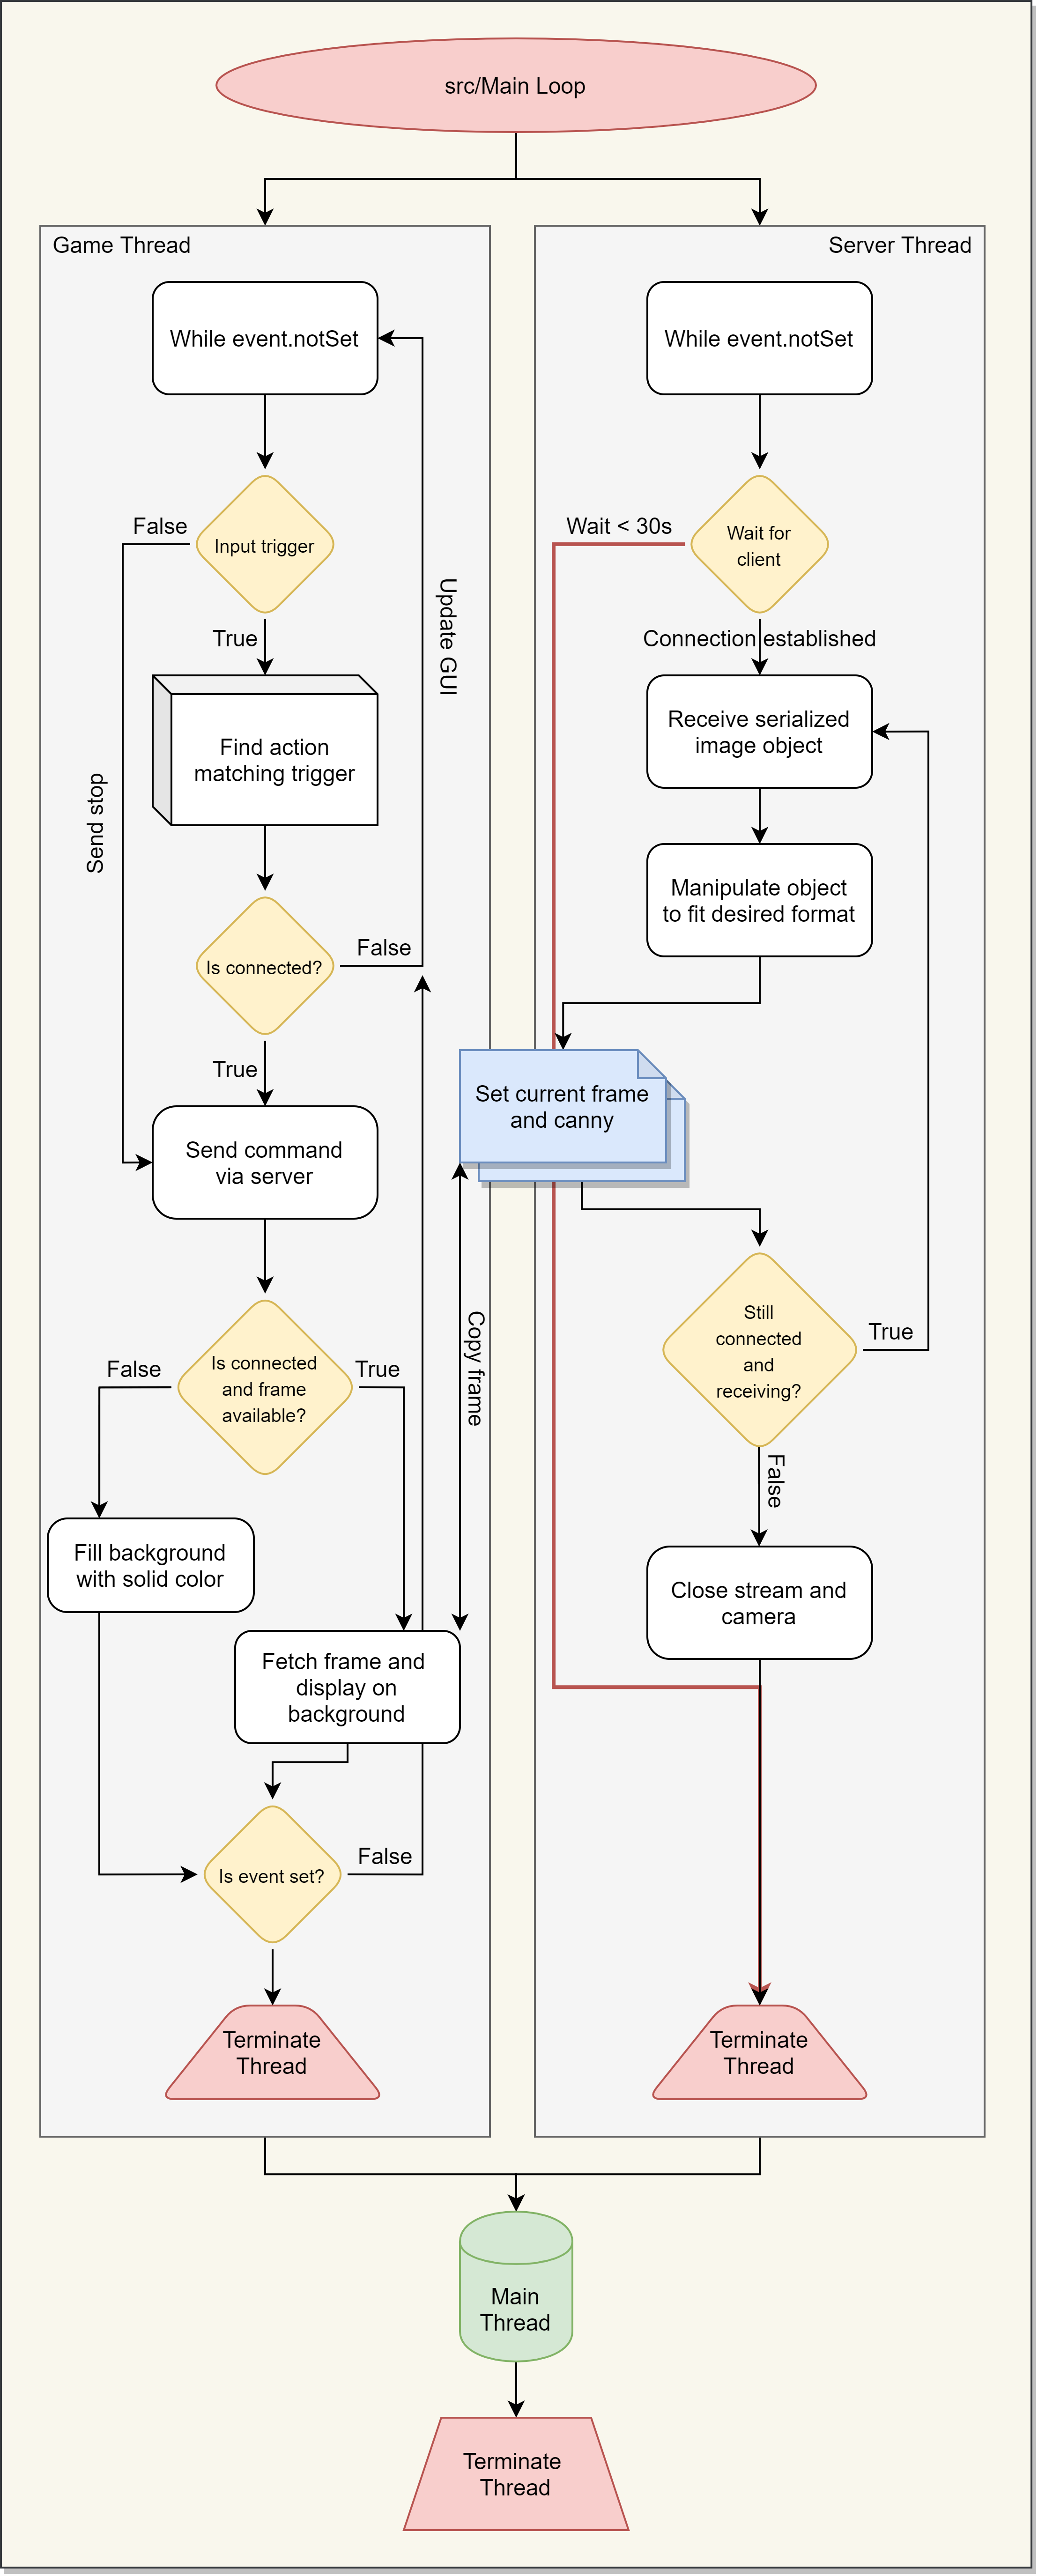 src/Main Loop
Game Thread
While event.notSet
False
Input trigger
True
Update GUI
Find action
matching trigger
Send stop
Is connected?
False
True
Send command
via server
Is connected
and frame
available?
False
True
Copy frame
Fill background
with solid color
Fetch frame and
display on
background
Is event set?
False
Terminate
Thread
Server Thread
While event.notSet
Wait < 30s
Wait for
client
Connection established
Receive serialized
image object
Manipulate object
to fit desired format
Set current frame
and canny
Still
connected
and
receiving?
True
False
Close stream and
camera
Terminate
Thread
Main
Thread
Terminate
Thread